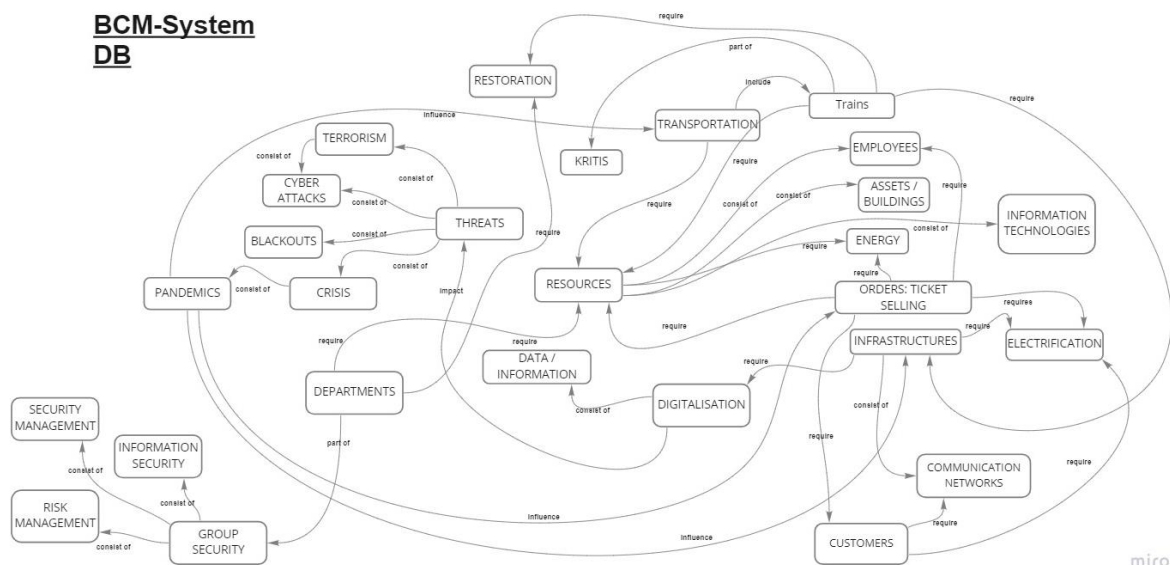 BCM-System
DB
require
part of
RESTORATION
include
Trains
require
influence
TRANSPORTATION
TERRORISM
EMPLOYEES
consist of
KRITIS
require
CYBER
ATTACKS
consist of
require
consist of
ASSETS /
BUILDINGS
consist of
require
THREATS
INFORMATION
TECHNOLOGIES
BLACKOUTS
consist of
require
ENERGY
consist of
consist of
require
PANDEMICS
consist of
CRISIS
impact
RESOURCES
ORDERS: TICKET
SELLING
requires
require
require
require
require
INFRASTRUCTURES
ELECTRIFICATION
DATA /
INFORMATION
require
DEPARTMENTS
DIGITALISATION
consist of
consist of
SECURITY
MANAGEMENT
part of
INFORMATION
SECURITY
require
require
consist of
COMMUNICATION
NETWORKS
RISK
MANAGEMENT
consist of
influence
require
consist of
GROUP
SECURITY
influence
CUSTOMERS
miro